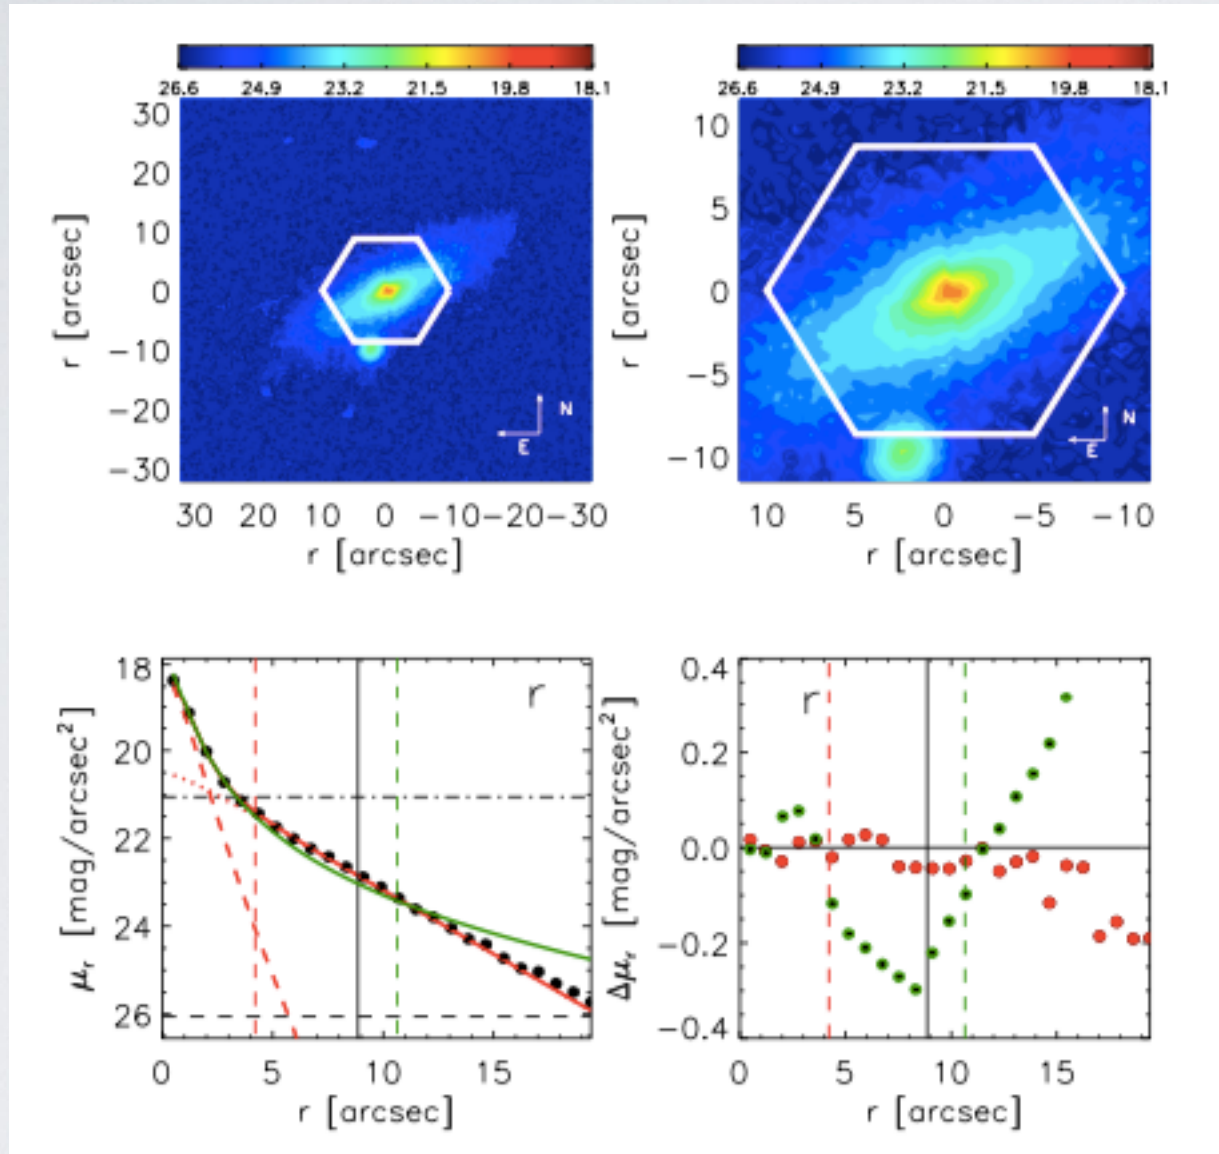 26.6 24.9 23.2 21.5 19.8 18.1
30
20
10
0
−10
−20
−30
r [arcsec]
N
E
30 20 10 0 −10−20−30
r [arcsec]
26.6 24.9 23.2 21.5 19.8 18.1
10
5
0
−5
−10
r [arcsec]
N
E
10 5 0 −5 −10
r [arcsec]
18
20
22
24
26
μr [mag/arcsec²]
r
0 5 10 15
r [arcsec]
0.4
0.2
0.0
−0.2
−0.4
Δμr [mag/arcsec²]
r
0 5 10 15
r [arcsec]